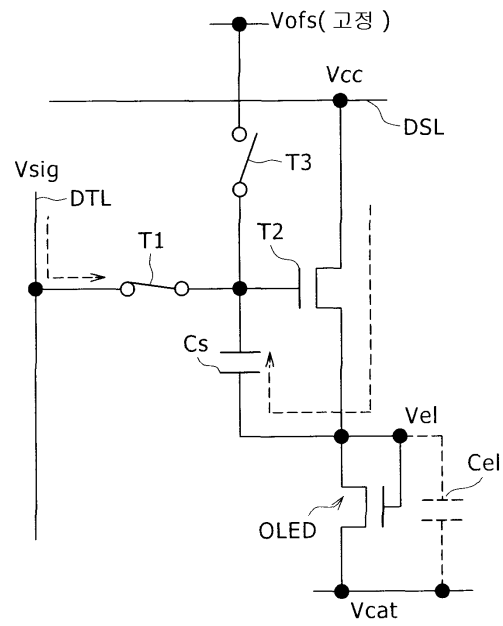 Vofs( 고정 )
Vcc
DSL
T3
Vsig
DTL
T1
T2
Cs
Vel
Cel
OLED
Vcat